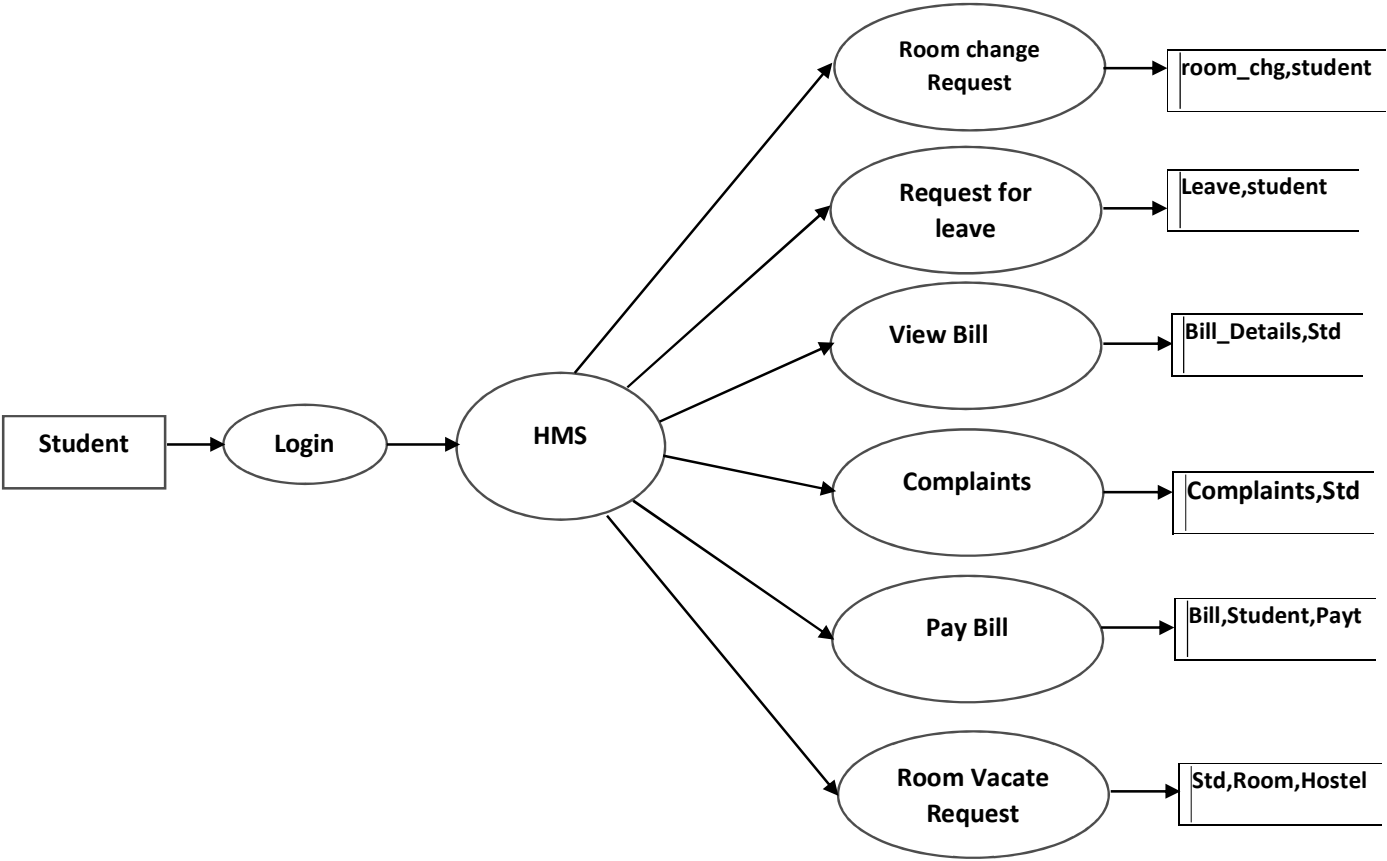 Room change
Request
room_chg,student
Request for
leave
Leave,student
View Bill
Bill_Details,Std
Student
Login
HMS
Complaints
Complaints,Std
Pay Bill
Bill,Student,Payt
Room Vacate
Request
Std,Room,Hostel